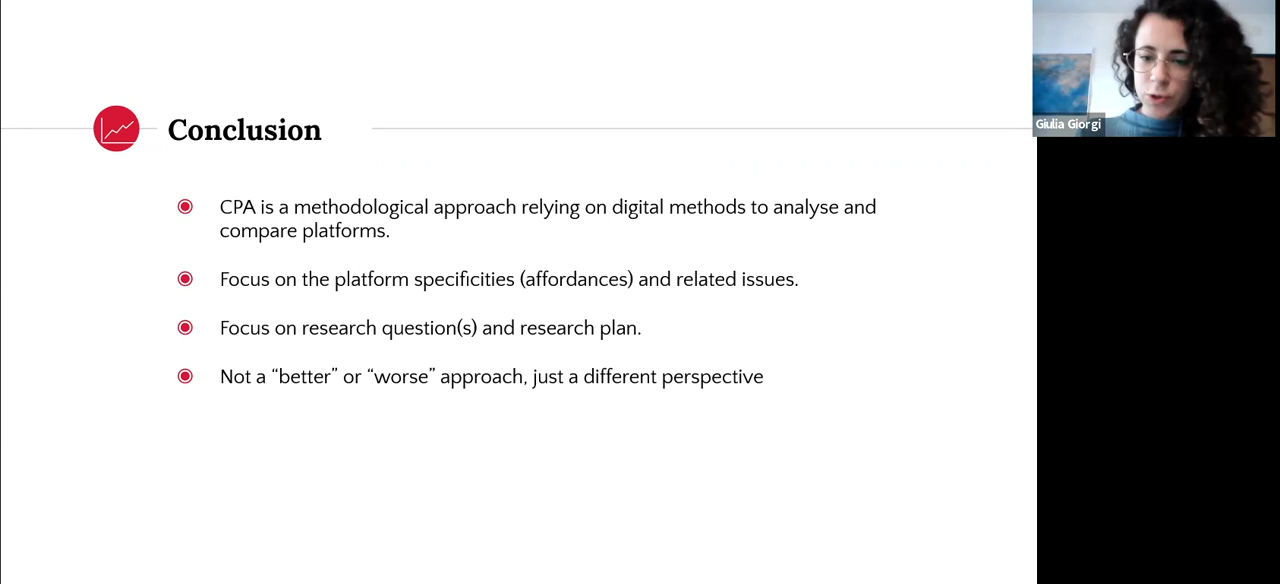 Conclusion
CPA is a methodological approach relying on digital methods to analyse and
compare platforms.
Focus on the platform specificities (affordances) and related issues.
Focus on research question(s) and research plan.
Not a “better” or “worse” approach, just a different perspective
Giulia Giorgi